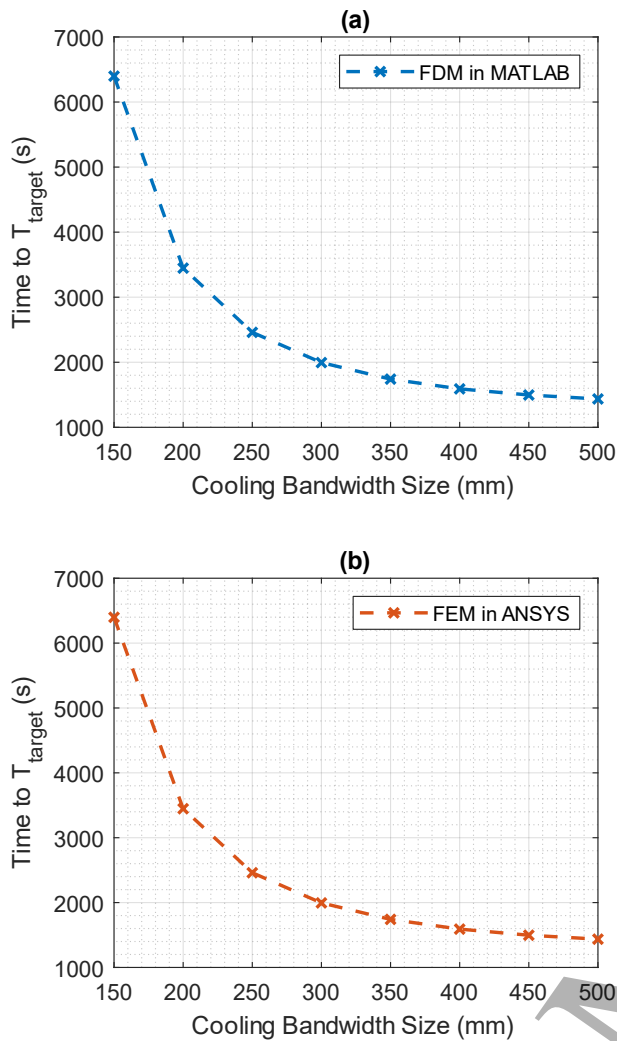 (a)
7000
6000
5000
4000
3000
2000
1000
Time to T_target (s)
FDM in MATLAB
150 200 250 300 350 400 450 500
Cooling Bandwidth Size (mm)
(b)
7000
6000
5000
4000
3000
2000
1000
Time to T_target (s)
FEM in ANSYS
150 200 250 300 350 400 450 500
Cooling Bandwidth Size (mm)